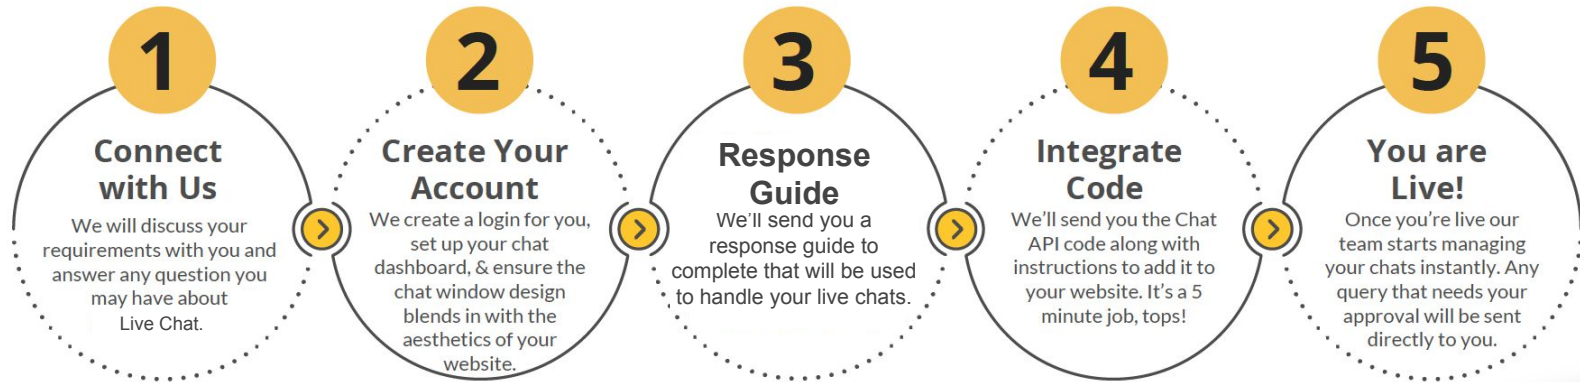 1
Connect
with Us
We will discuss your
requirements with you and
answer any question you
may have about
Live Chat.
2
Create Your
Account
We create a login for you,
set up your chat
dashboard, & ensure the
chat window design
blends in with the
aesthetics of your
website.
3
Response
Guide
We'll send you a
response guide to
complete that will be used
to handle your live chats.
4
Integrate
Code
We'll send you the Chat
API code along with
instructions to add it to
your website. It's a 5
minute job, tops!
5
You are
Live!
Once you're live our
team starts managing
your chats instantly. Any
query that needs your
approval will be sent
directly to you.